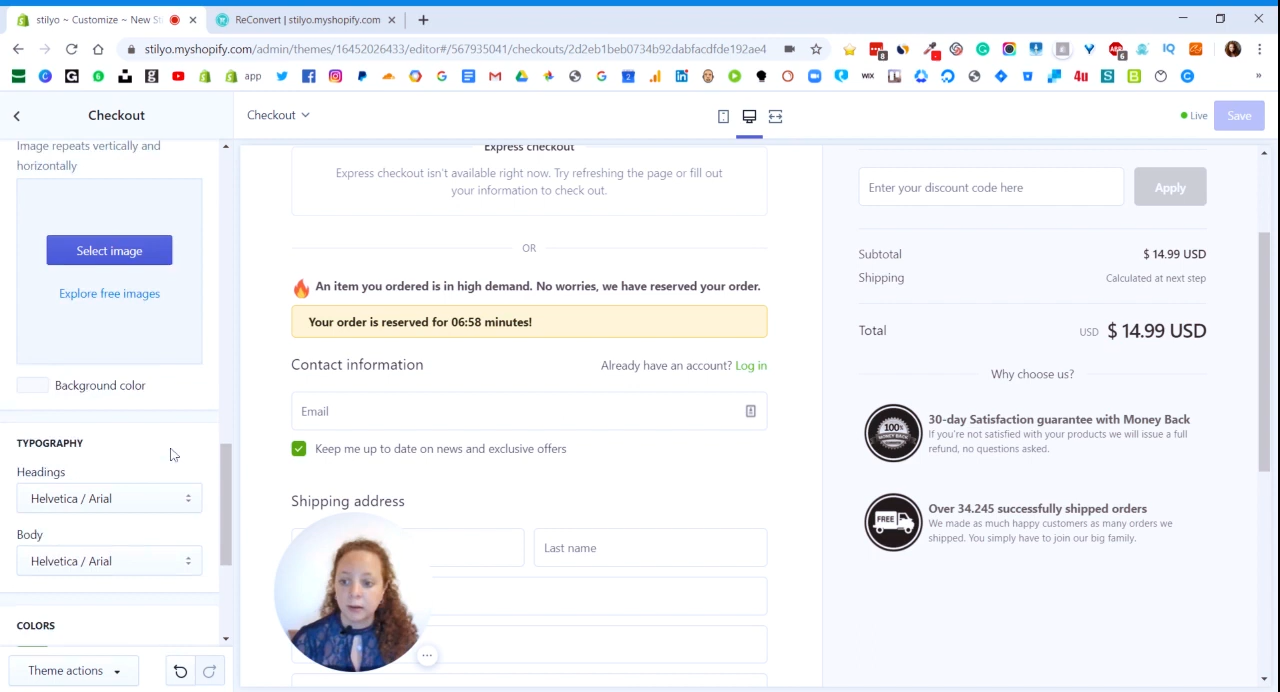 stilyo ~ Customize ~ New St
ReConvert | stilyo.myshopify.com
stilyo.myshopify.com/admin/themes/16452026433/editor#/567935041/checkouts/2d2eb1beb0734b92dabfacdfde192ae4
app
WIX
4u
Checkout
Checkout
Live
Save
Image repeats vertically and
horizontally
Select image
Explore free images
Background color
TYPOGRAPHY
Headings
Helvetica / Arial
Body
Helvetica / Arial
COLORS
Theme actions
Express checkout
Express checkout isn't available right now. Try refreshing the page or fill out
your information to check out.
OR
An item you ordered is in high demand. No worries, we have reserved your order.
Your order is reserved for 06:58 minutes!
Contact information
Already have an account? Log in
Email
Keep me up to date on news and exclusive offers
Shipping address
Last name
Enter your discount code here
Apply
Subtotal
$ 14.99 USD
Shipping
Calculated at next step
Total
USD $ 14.99 USD
Why choose us?
100%
MONEY BACK
30-day Satisfaction guarantee with Money Back
If you're not satisfied with your products we will issue a full
refund, no questions asked.
FREE
Over 34.245 successfully shipped orders
We made as much happy customers as many orders we
shipped. You simply have to join our big family.